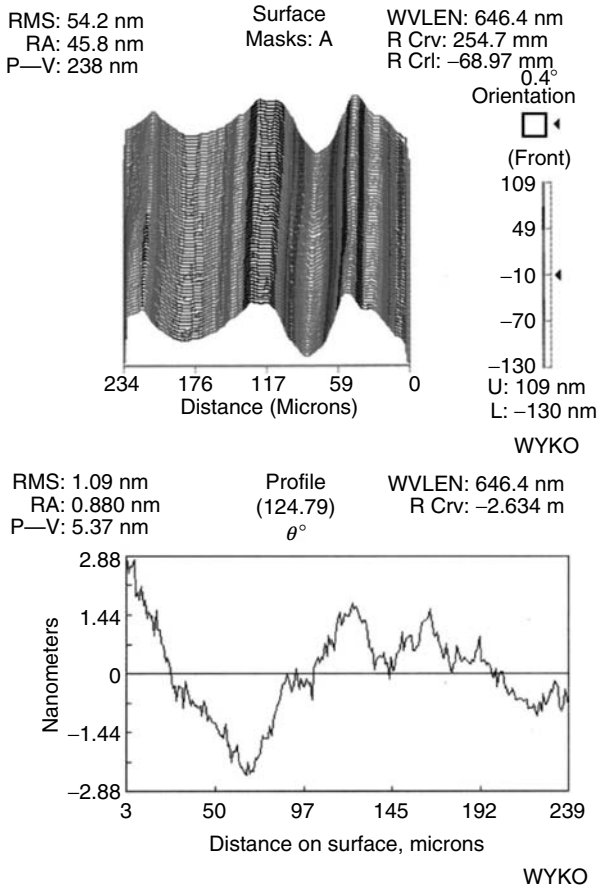 RMS: 54.2 nm
RA: 45.8 nm
P—V: 238 nm
Surface
Masks: A
WVLEN: 646.4 nm
R Crv: 254.7 mm
R Crl: −68.97 mm
0.4°
Orientation
(Front)
109
49
−10
−70
−130
U: 109 nm
L: −130 nm
234 176 117 59 0
Distance (Microns)
WYKO
RMS: 1.09 nm
RA: 0.880 nm
P—V: 5.37 nm
Profile
(124.79)
θ°
WVLEN: 646.4 nm
R Crv: −2.634 m
Nanometers
2.88
1.44
0
−1.44
−2.88
3 50 97 145 192 239
Distance on surface, microns
WYKO